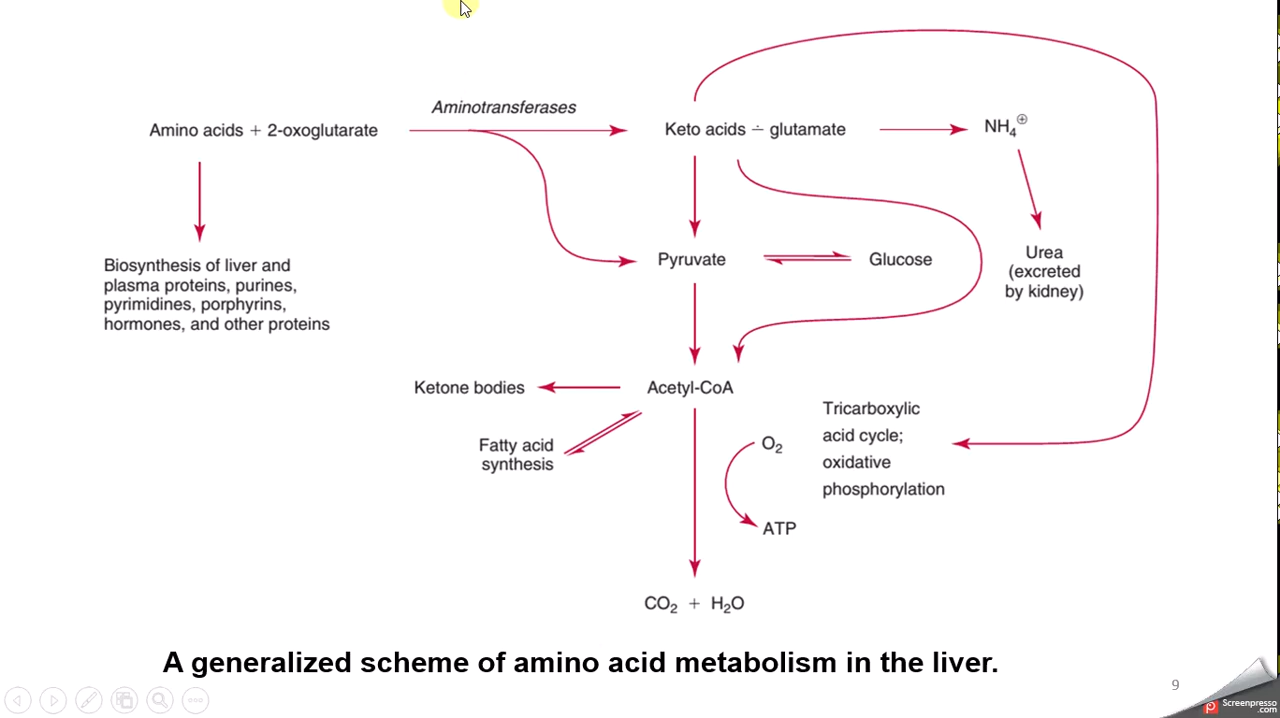 Aminotransferases
Amino acids + 2-oxoglutarate
Keto acids ∸ glutamate
NH₄⊕
Biosynthesis of liver and
plasma proteins, purines,
pyrimidines, porphyrins,
hormones, and other proteins
Pyruvate
Glucose
Urea
(excreted
by kidney)
Ketone bodies
Acetyl-CoA
Fatty acid
synthesis
O₂
ATP
Tricarboxylic
acid cycle;
oxidative
phosphorylation
CO₂ + H₂O
A generalized scheme of amino acid metabolism in the liver.
9
Screenpresso
.com